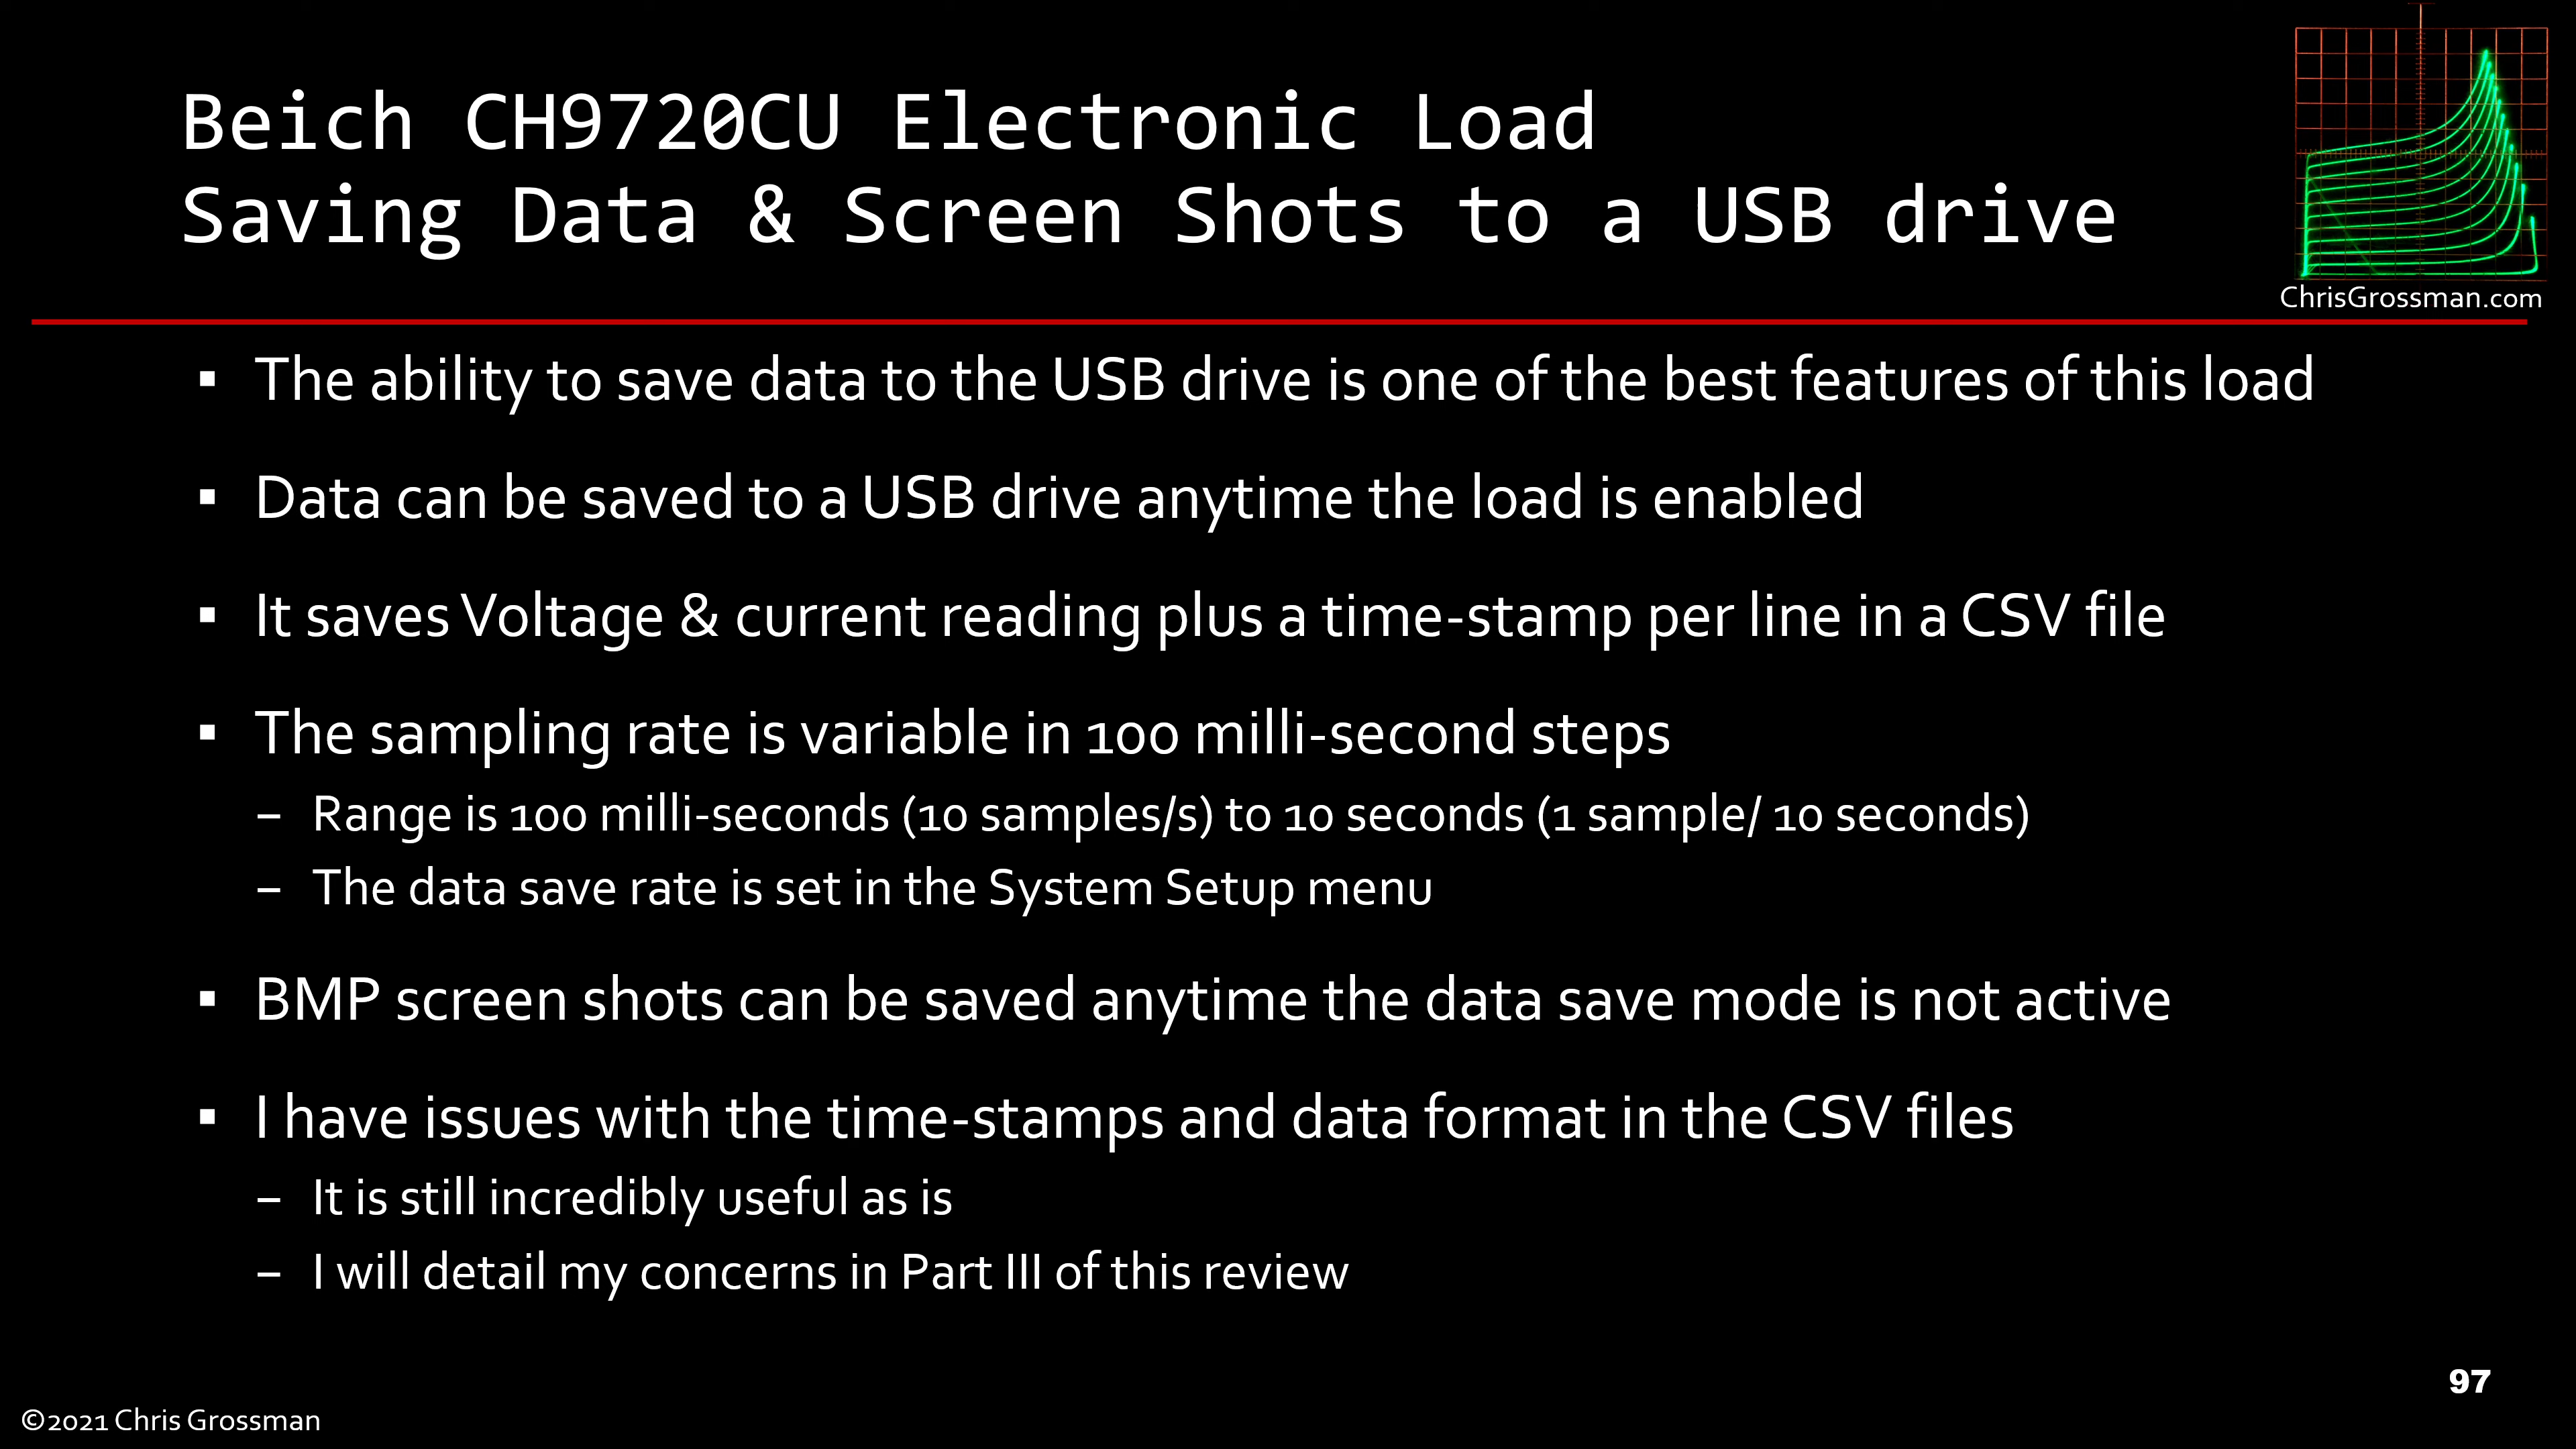 Beich CH9720CU Electronic Load
Saving Data & Screen Shots to a USB drive
ChrisGrossman.com
▪ The ability to save data to the USB drive is one of the best features of this load
▪ Data can be saved to a USB drive anytime the load is enabled
▪ It saves Voltage & current reading plus a time-stamp per line in a CSV file
▪ The sampling rate is variable in 100 milli-second steps
– Range is 100 milli-seconds (10 samples/s) to 10 seconds (1 sample/ 10 seconds)
– The data save rate is set in the System Setup menu
▪ BMP screen shots can be saved anytime the data save mode is not active
▪ I have issues with the time-stamps and data format in the CSV files
– It is still incredibly useful as is
– I will detail my concerns in Part III of this review
97
©2021 Chris Grossman